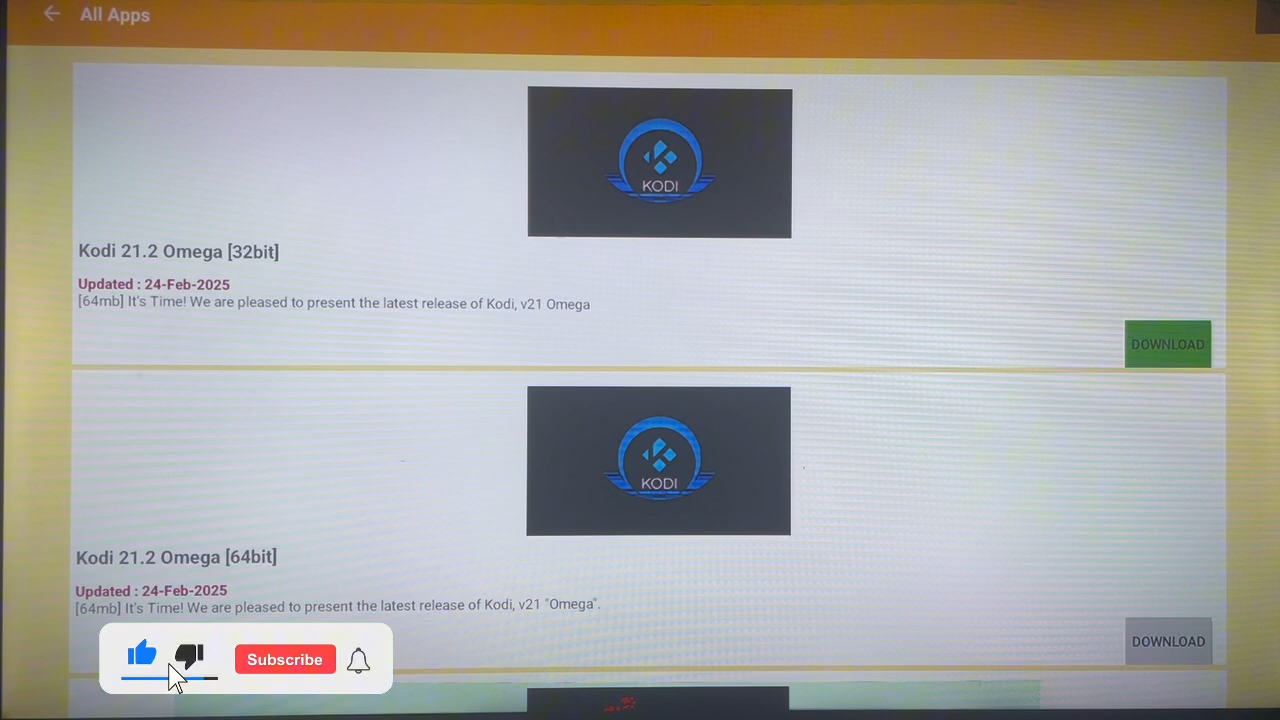 All Apps
KODI
Kodi 21.2 Omega [32bit]
Updated : 24-Feb-2025
[64mb] It's Time! We are pleased to present the latest release of Kodi, v21 Omega
DOWNLOAD
KODI
Kodi 21.2 Omega [64bit]
Updated : 24-Feb-2025
[64mb] It's Time! We are pleased to present the latest release of Kodi, v21 "Omega".
DOWNLOAD
Subscribe